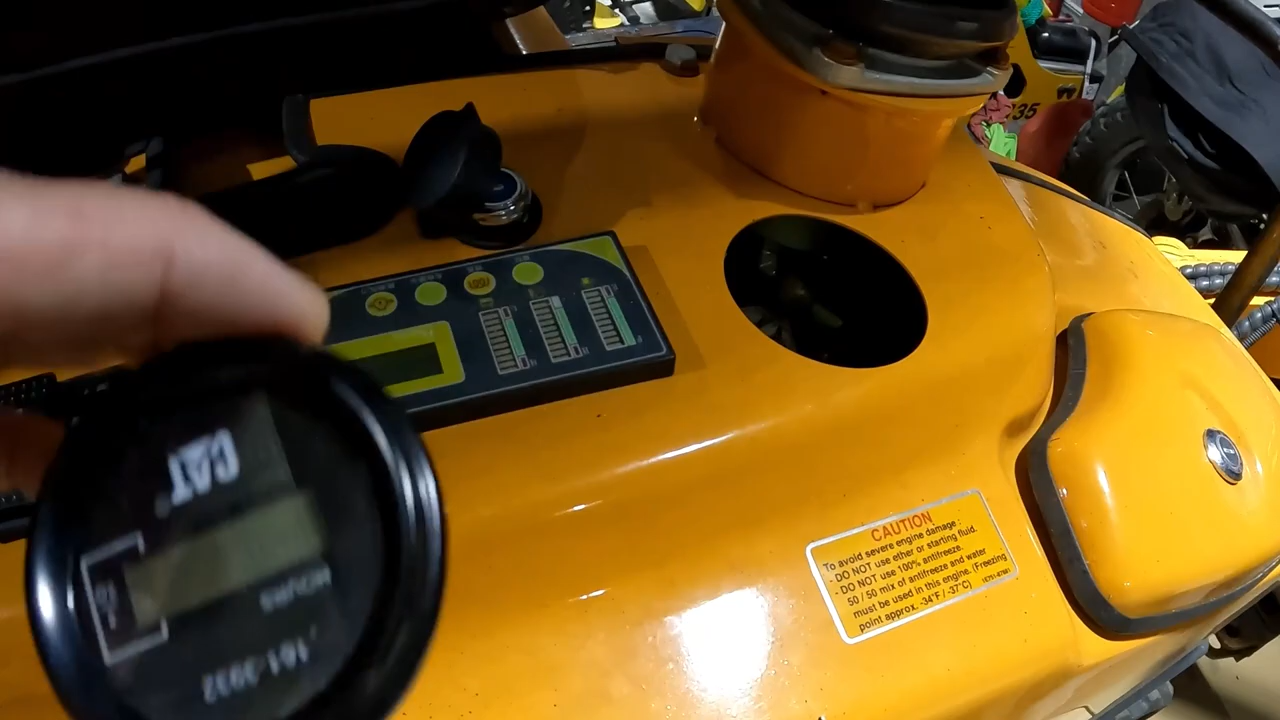 CAT
HOURS
161-3932
335
CAUTION
To avoid severe engine damage :
- DO NOT use ether or starting fluid.
- DO NOT use 100% antifreeze.
50 / 50 mix of antifreeze and water
must be used in this engine. (Freezing
point approx. -34°F / -37°C)